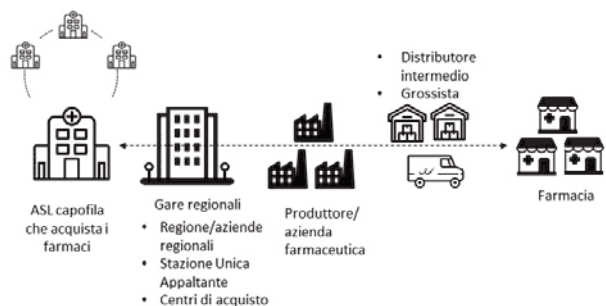 • Distributore
intermedio
• Grossista
ASL capofila
che acquista i
farmaci
Gare regionali
• Regione/aziende
regionali
• Stazione Unica
Appaltante
• Centri di acquisto
Produttore/
azienda
farmaceutica
Farmacia